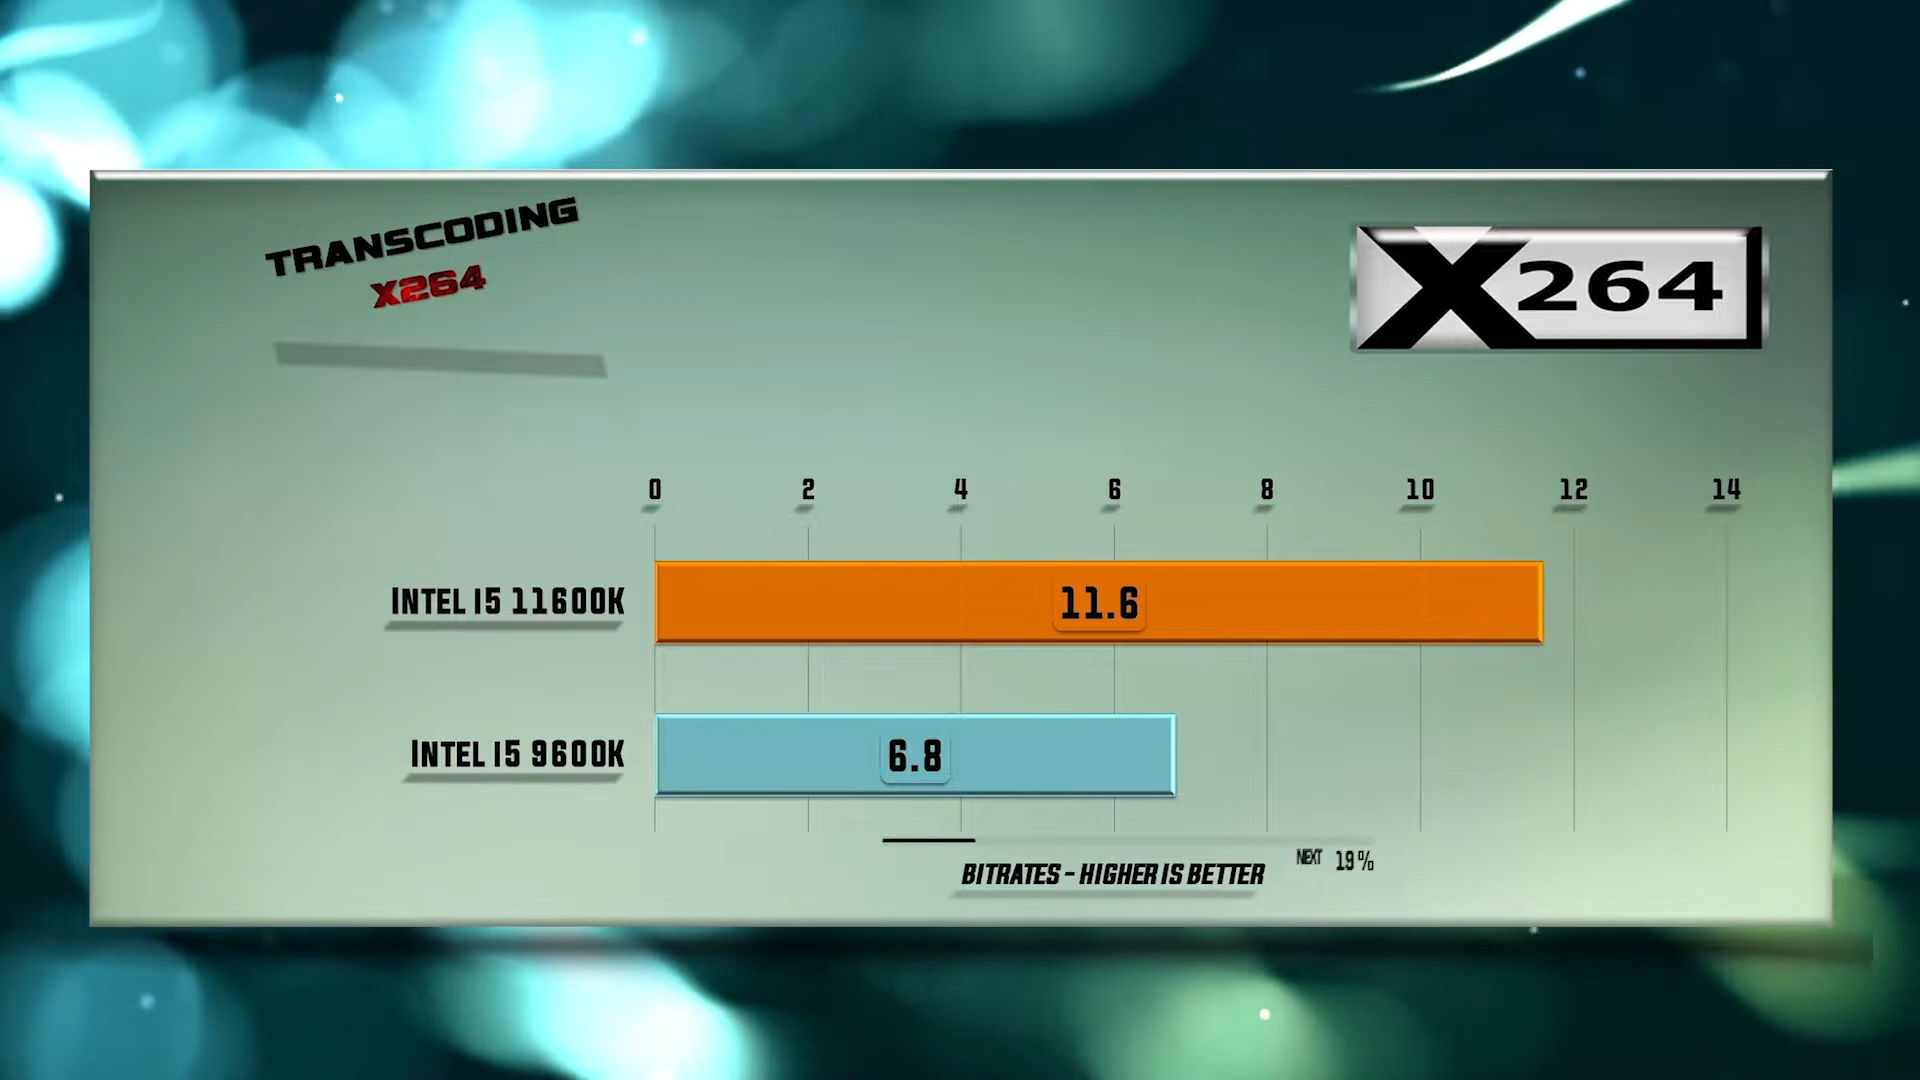 TRANSCODING
X264
X264
0 2 4 6 8 10 12 14
INTEL I5 11600K
11.6
INTEL I5 9600K
6.8
NEXT 19%
BITRATES - HIGHER IS BETTER